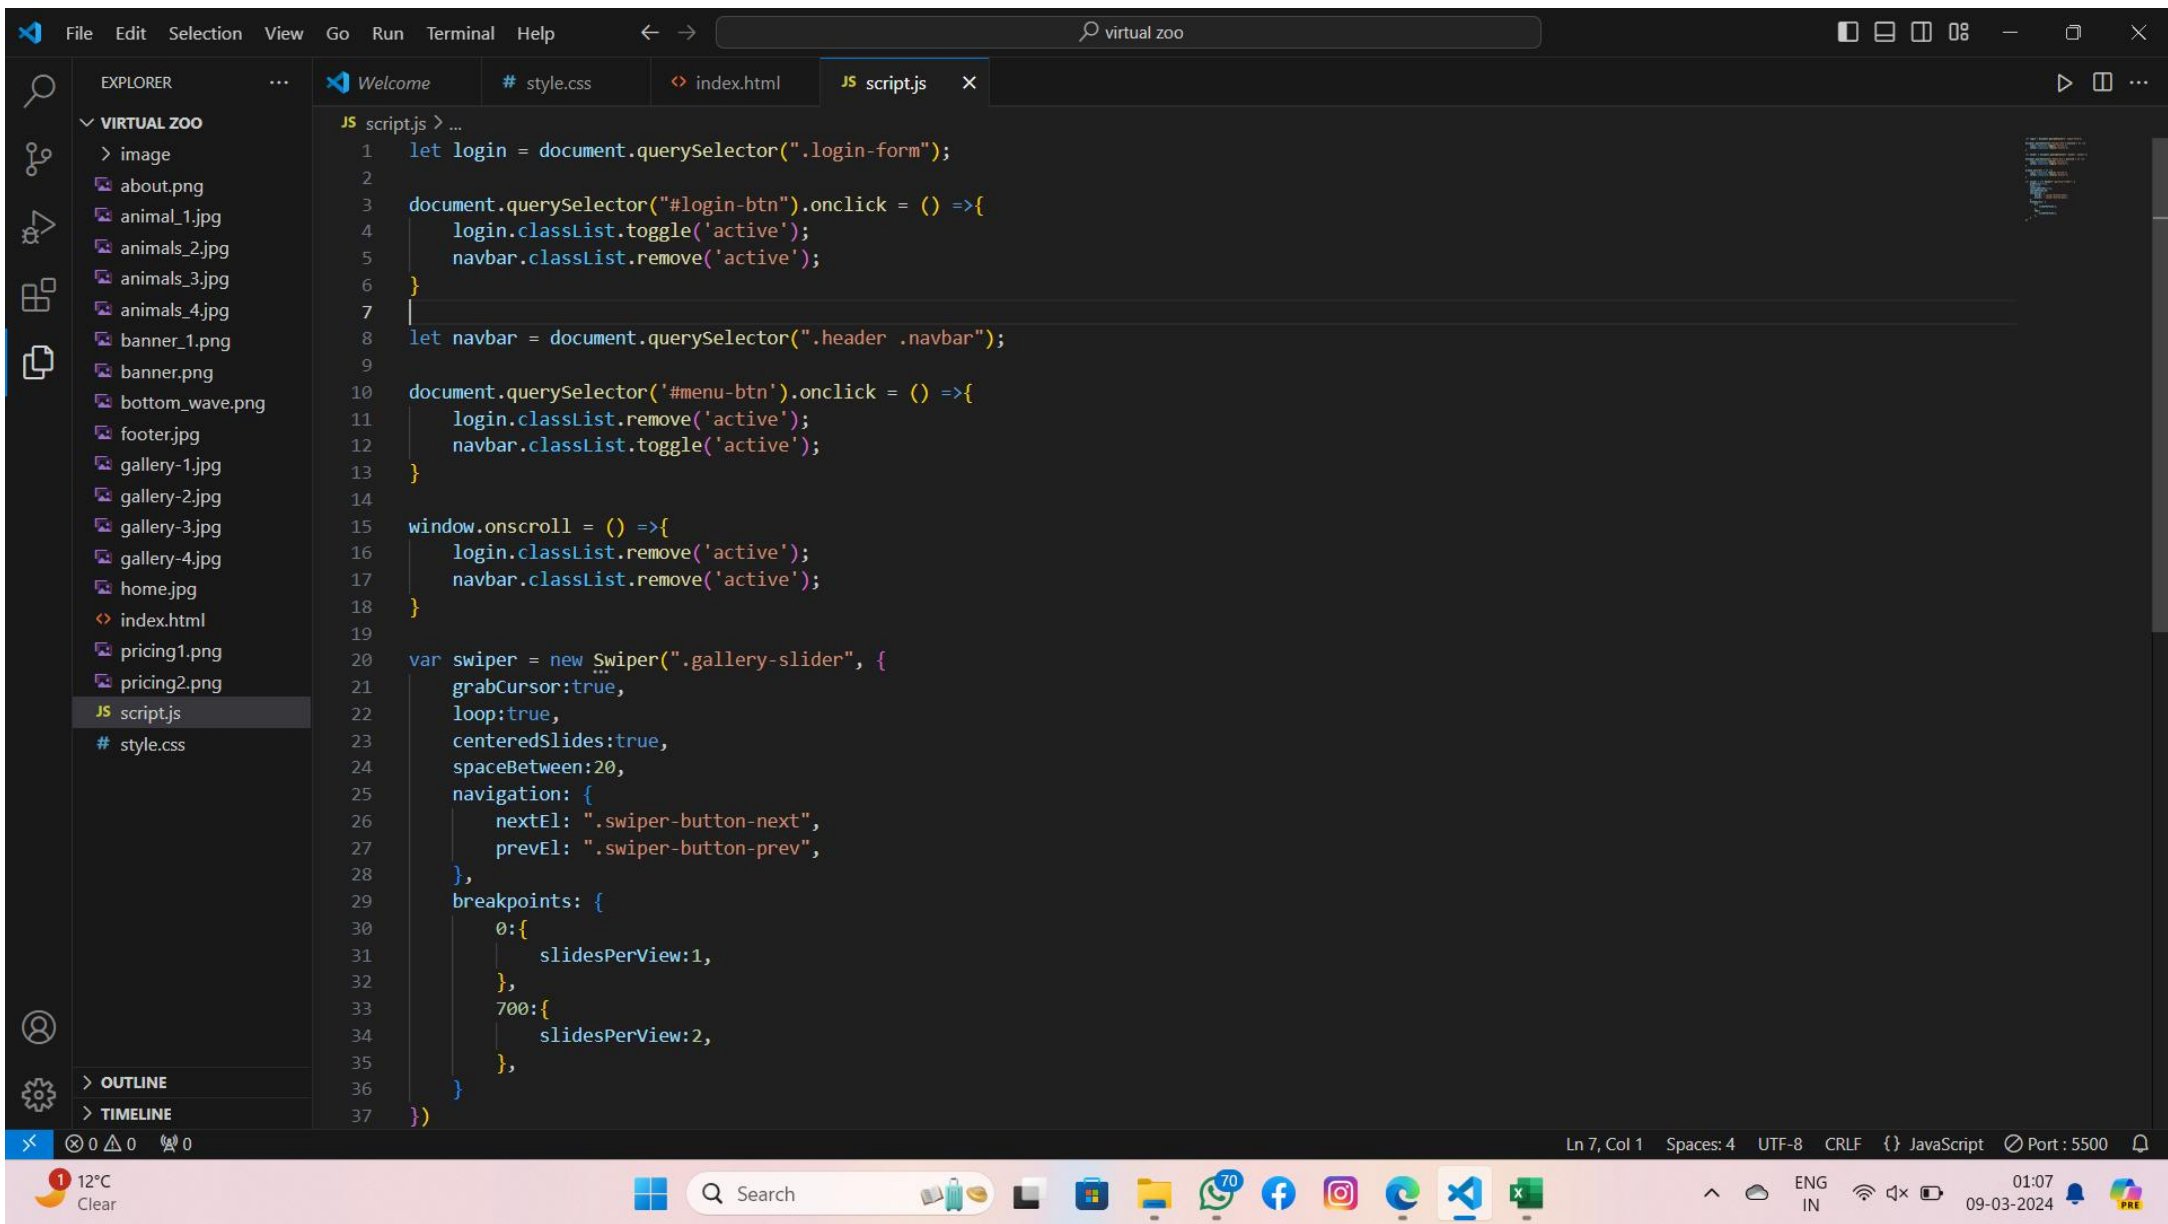 File Edit Selection View Go Run Terminal Help virtual zoo
EXPLORER
VIRTUAL ZOO
image
about.png
animal_1.jpg
animals_2.jpg
animals_3.jpg
animals_4.jpg
banner_1.png
banner.png
bottom_wave.png
footer.jpg
gallery-1.jpg
gallery-2.jpg
gallery-3.jpg
gallery-4.jpg
home.jpg
index.html
pricing1.png
pricing2.png
JS script.js
# style.css
OUTLINE
TIMELINE
Welcome # style.css index.html JS script.js
JS script.js > ...
1 let login = document.querySelector(".login-form");
2
3 document.querySelector("#login-btn").onclick = () =>{
4 login.classList.toggle('active');
5 navbar.classList.remove('active');
6 }
7
8 let navbar = document.querySelector(".header .navbar");
9
10 document.querySelector('#menu-btn').onclick = () =>{
11 login.classList.remove('active');
12 navbar.classList.toggle('active');
13 }
14
15 window.onscroll = () =>{
16 login.classList.remove('active');
17 navbar.classList.remove('active');
18 }
19
20 var swiper = new Swiper(".gallery-slider", {
21 grabCursor:true,
22 loop:true,
23 centeredSlides:true,
24 spaceBetween:20,
25 navigation: {
26 nextEl: ".swiper-button-next",
27 prevEl: ".swiper-button-prev",
28 },
29 breakpoints: {
30 0:{
31 slidesPerView:1,
32 },
33 700:{
34 slidesPerView:2,
35 },
36 }
37 })
0 0 0 Ln 7, Col 1 Spaces: 4 UTF-8 CRLF {} JavaScript Port : 5500
1 12°C
Clear
Search
70
PRE
ENG
IN
01:07
09-03-2024